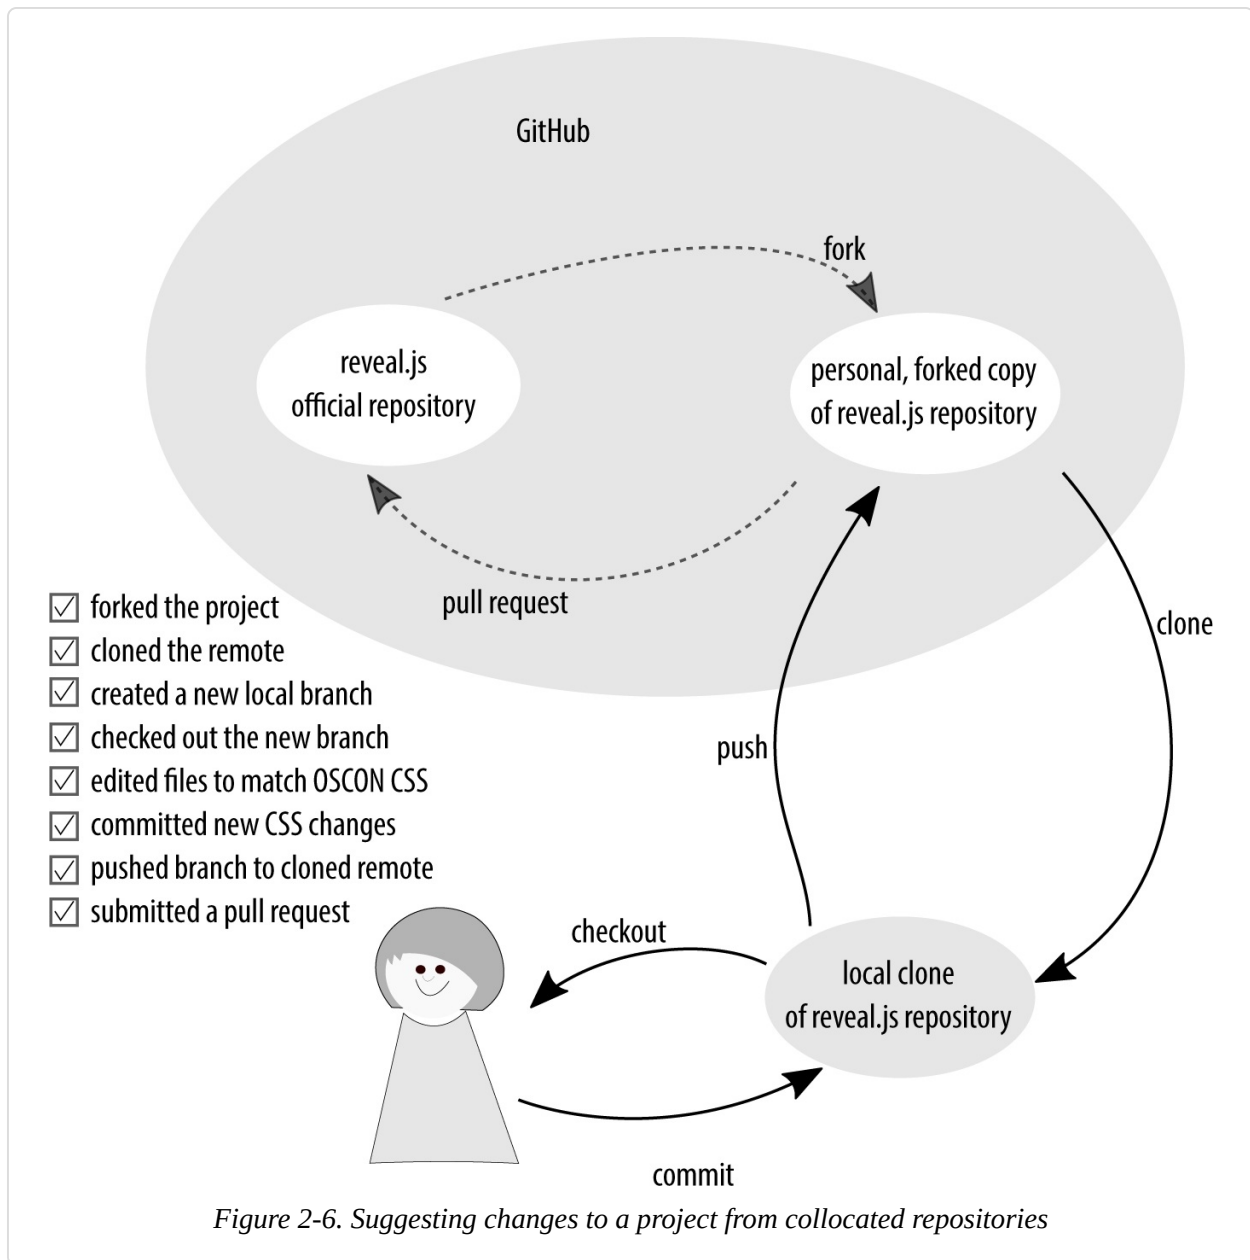 GitHub
fork
reveal.js
official repository
personal, forked copy
of reveal.js repository
pull request
clone
push
forked the project
cloned the remote
created a new local branch
checked out the new branch
edited files to match OSCON CSS
committed new CSS changes
pushed branch to cloned remote
submitted a pull request
checkout
local clone
of reveal.js repository
commit
Figure 2-6. Suggesting changes to a project from collocated repositories